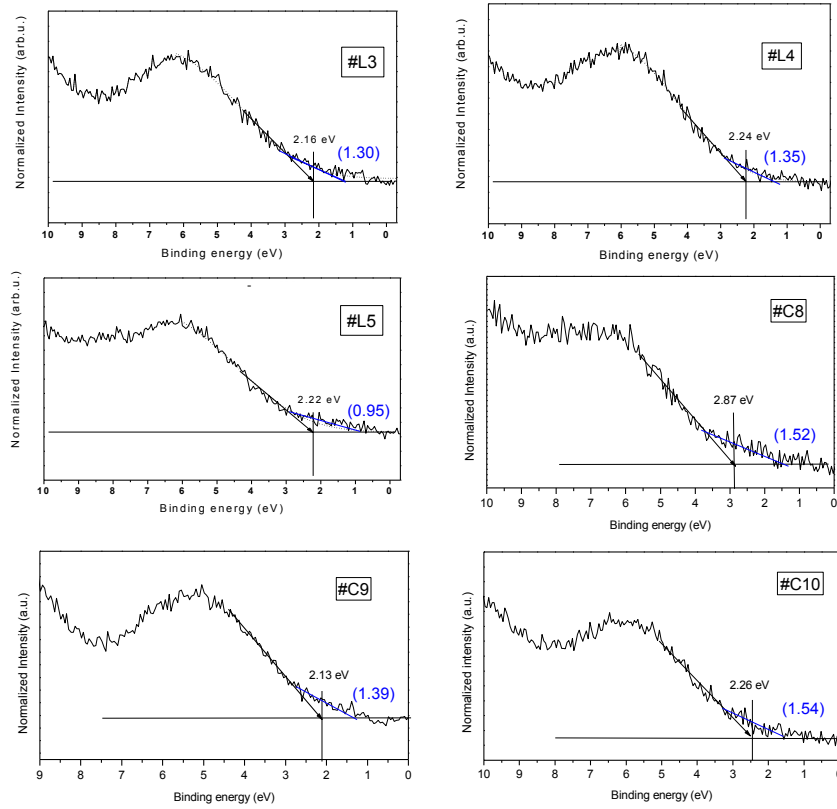 Normalized Intensity (arb.u.)
#L3
2.16 eV
(1.30)
10 9 8 7 6 5 4 3 2 1 0
Binding energy (eV)
Normalized Intensity (arb.u.)
#L4
2.24 eV
(1.35)
10 9 8 7 6 5 4 3 2 1 0
Binding energy (eV)
Normalized Intensity (arb.u.)
#L5
2.22 eV
(0.95)
10 9 8 7 6 5 4 3 2 1 0
Binding energy (eV)
Normalized Intensity (a.u.)
#C8
2.87 eV
(1.52)
10 9 8 7 6 5 4 3 2 1 0
Binding energy (eV)
Normalized Intensity (a.u.)
#C9
2.13 eV
(1.39)
9 8 7 6 5 4 3 2 1 0
Binding energy (eV)
Normalized intensity (a.u.)
#C10
2.26 eV
(1.54)
10 9 8 7 6 5 4 3 2 1 0
Binding energy (eV)